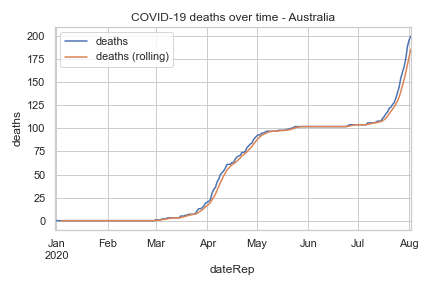 COVID-19 deaths over time - Australia
deaths
deaths (rolling)
200
175
150
125
100
75
50
25
0
deaths
Jan Feb Mar Apr May Jun Jul Aug
2020
dateRep